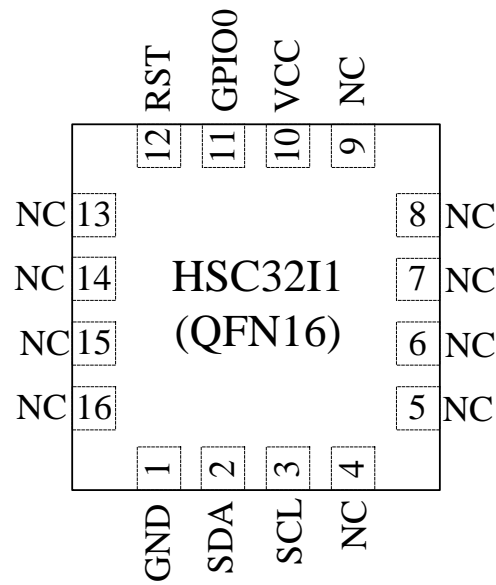 RST GPIO0 VCC NC
12 11 10 9
NC 13 8 NC
NC 14 7 NC
HSC32I1
(QFN16)
NC 15 6 NC
NC 16 5 NC
1 2 3 4
GND SDA SCL NC